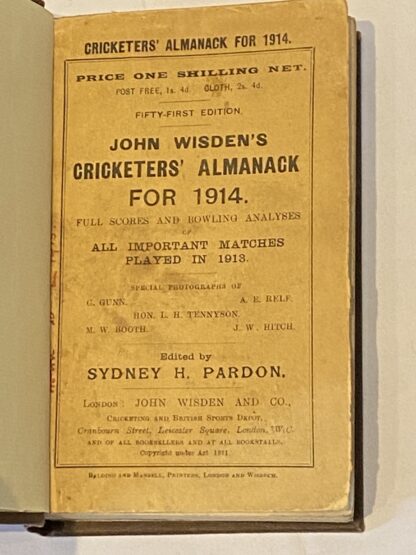 CRICKETERS' ALMANACK FOR 1914.
PRICE ONE SHILLING NET.
POST FREE, 1s. 4d. CLOTH, 2s. 4d.
FIFTY-FIRST EDITION.
JOHN WISDEN'S
CRICKETERS' ALMANACK
FOR 1914.
FULL SCORES AND BOWLING ANALYSES
OF
ALL IMPORTANT MATCHES
PLAYED IN 1913.
SPECIAL PHOTOGRAPHS OF
G. GUNN. A. E. RELF.
HON. L. H. TENNYSON.
M. W. BOOTH. J. W. HITCH.
Edited by
SYDNEY H. PARDON.
LONDON: JOHN WISDEN AND CO.,
CRICKETING AND BRITISH SPORTS DEPOT,
Cranbourn Street, Leicester Square, London, W.C.
AND OF ALL BOOKSELLERS AND AT ALL BOOKSTALLS.
Copyright under Act 1911
BALDING AND MANSELL, PRINTERS, LONDON AND WISBECH.